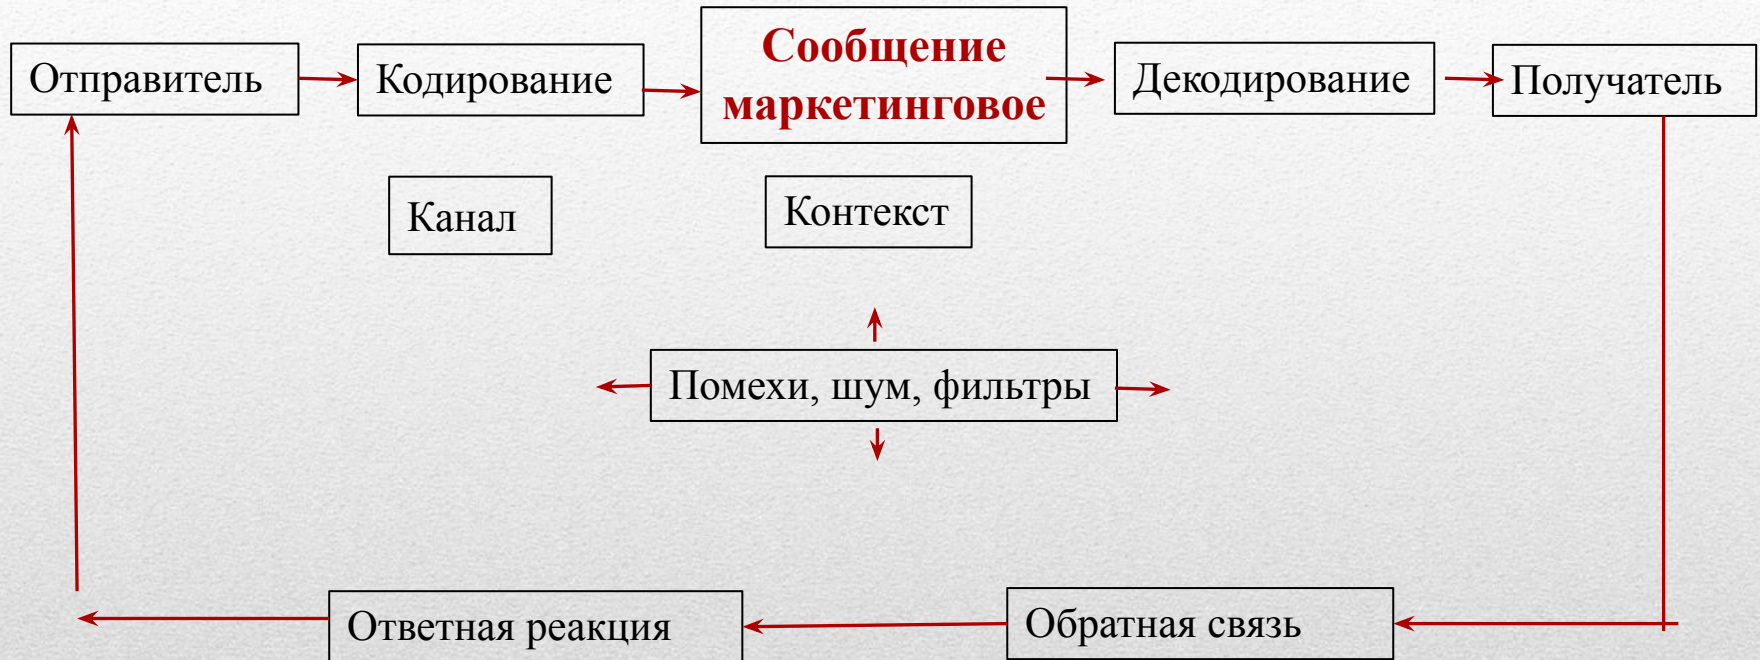 Отправитель
Кодирование
Сообщение
маркетинговое
Декодирование
Получатель
Канал
Контекст
Помехи, шум, фильтры
Ответная реакция
Обратная связь